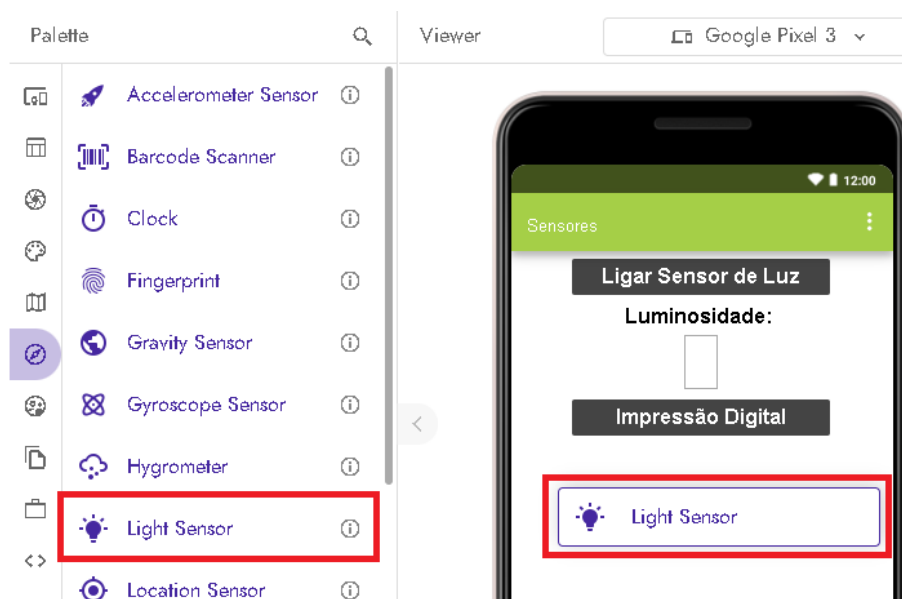 Palette
Viewer
Google Pixel 3
Accelerometer Sensor
Barcode Scanner
Clock
Fingerprint
Gravity Sensor
Gyroscope Sensor
Hygrometer
Light Sensor
Location Sensor
12:00
Sensores
Ligar Sensor de Luz
Luminosidade:
Impressão Digital
Light Sensor